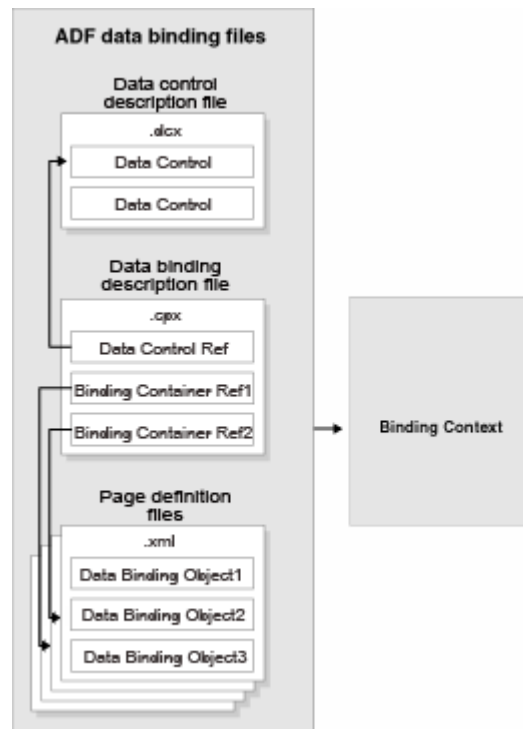 ADF data binding files
Data control
description file
.dcx
Data Control
Data Control
Data binding
description file
.cpx
Data Control Ref
Binding Container Ref1
Binding Container Ref2
Binding Context
Page definition
files
.xml
Data Binding Object1
Data Binding Object2
Data Binding Object3